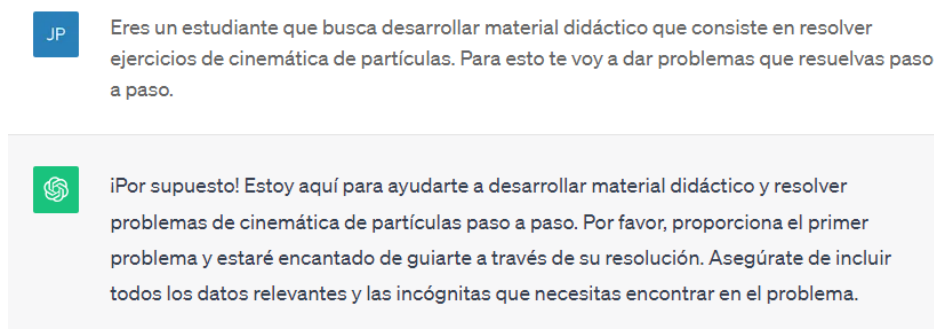 JP
Eres un estudiante que busca desarrollar material didáctico que consiste en resolver
ejercicios de cinemática de partículas. Para esto te voy a dar problemas que resuelvas paso
a paso.
¡Por supuesto! Estoy aquí para ayudarte a desarrollar material didáctico y resolver
problemas de cinemática de partículas paso a paso. Por favor, proporciona el primer
problema y estaré encantado de guiarte a través de su resolución. Asegúrate de incluir
todos los datos relevantes y las incógnitas que necesitas encontrar en el problema.